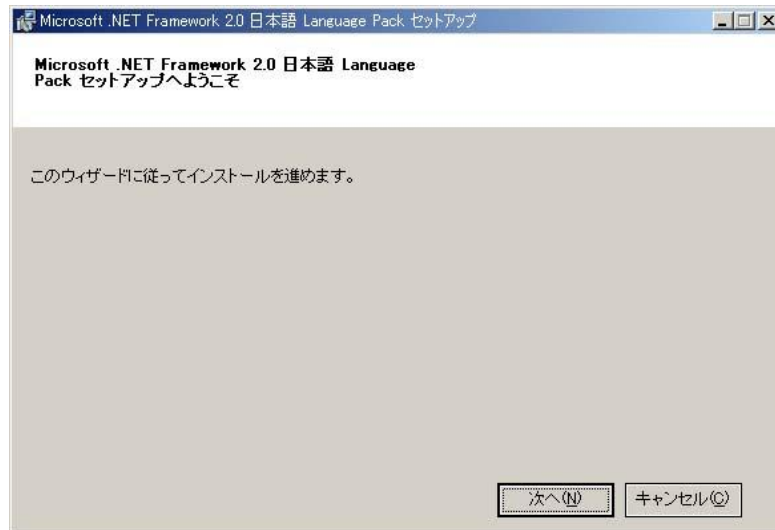 Microsoft .NET Framework 2.0 日本語 Language Pack セットアップ
Microsoft .NET Framework 2.0 日本語 Language
Pack セットアップへようこそ
このウィザードに従ってインストールを進めます。
次へ(N)
キャンセル(C)